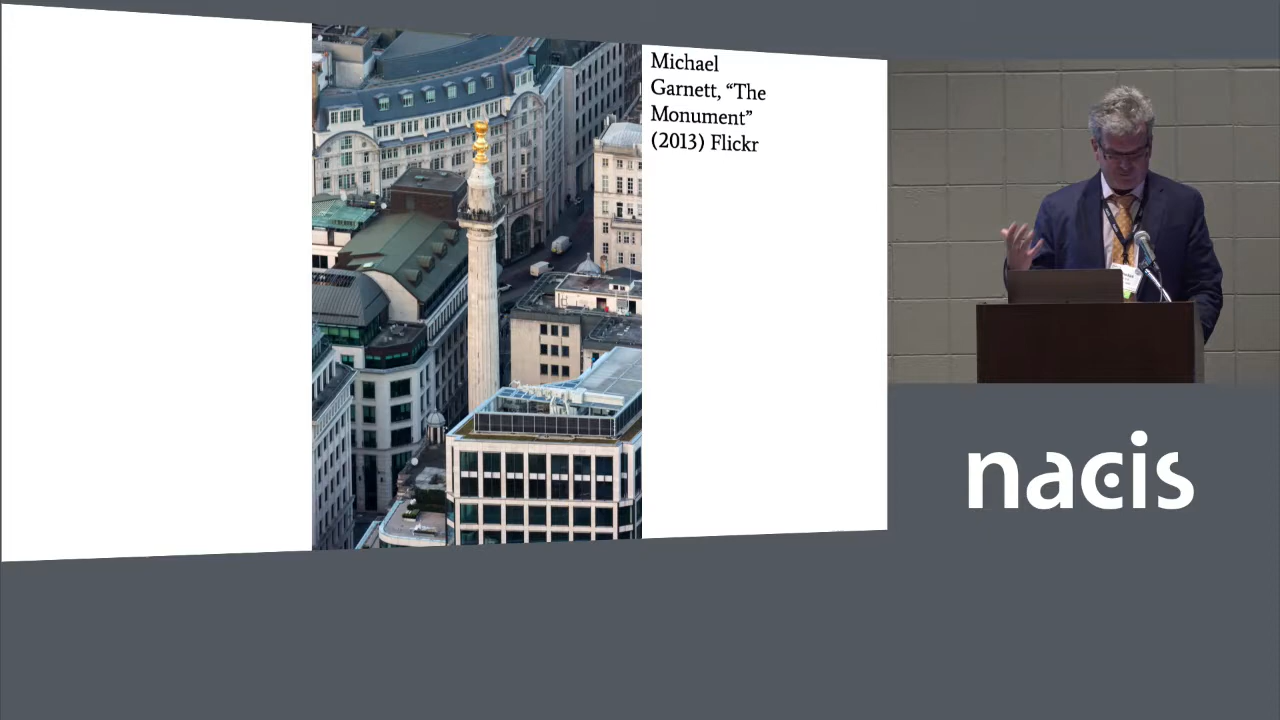 Michael
Garnett, “The
Monument”
(2013) Flickr
nacis